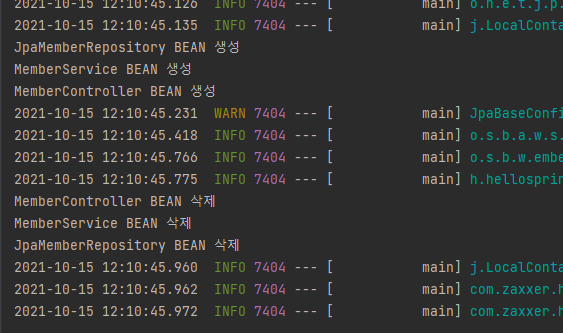 2021-10-15 12:10:45.126 INFO 7404 --- [ main] o.h.e.t.j.p.
2021-10-15 12:10:45.135 INFO 7404 --- [ main] j.LocalConta
JpaMemberRepository BEAN 생성
MemberService BEAN 생성
MemberController BEAN 생성
2021-10-15 12:10:45.231 WARN 7404 --- [ main] JpaBaseConfi
2021-10-15 12:10:45.418 INFO 7404 --- [ main] o.s.b.a.w.s.
2021-10-15 12:10:45.766 INFO 7404 --- [ main] o.s.b.w.embe
2021-10-15 12:10:45.775 INFO 7404 --- [ main] h.hellosprin
MemberController BEAN 삭제
MemberService BEAN 삭제
JpaMemberRepository BEAN 삭제
2021-10-15 12:10:45.960 INFO 7404 --- [ main] j.LocalConta
2021-10-15 12:10:45.962 INFO 7404 --- [ main] com.zaxxer.h
2021-10-15 12:10:45.972 INFO 7404 --- [ main] com.zaxxer.h